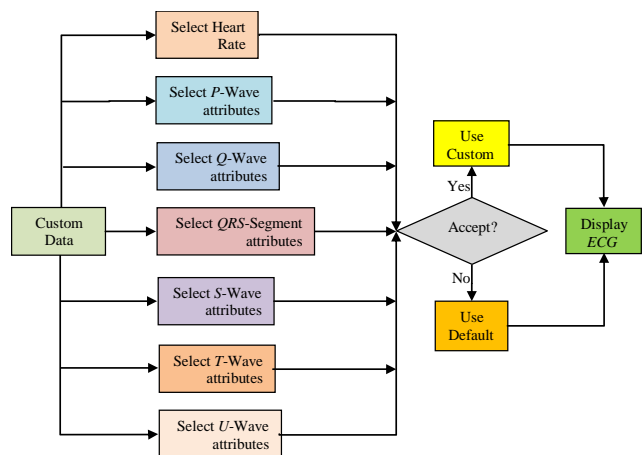 Select Heart
Rate
Select P-Wave
attributes
Select Q-Wave
attributes
Custom
Data
Select QRS-Segment
attributes
Select S-Wave
attributes
Select T-Wave
attributes
Select U-Wave
attributes
Use
Custom
Yes
Accept?
No
Use
Default
Display
ECG